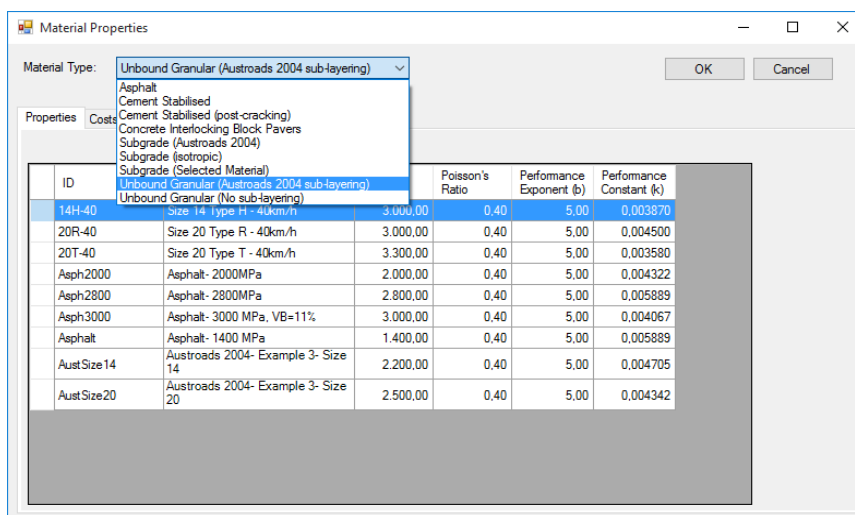 Material Properties
Material Type: Unbound Granular (Austroads 2004 sub-layering) OK Cancel
Asphalt
Cement Stabilised
Cement Stabilised (post-cracking)
Concrete Interlocking Block Pavers
Subgrade (Austroads 2004)
Subgrade (isotropic)
Subgrade (Selected Material)
Unbound Granular (Austroads 2004 sub-layering)
Unbound Granular (No sub-layering)
Properties Costs
ID Poisson's Ratio Performance Exponent (b) Performance Constant (k)
14H-40 Size 14 Type H - 40km/h 3.000,00 0,40 5,00 0,003870
20R-40 Size 20 Type R - 40km/h 3.000,00 0,40 5,00 0,004500
20T-40 Size 20 Type T - 40km/h 3.300,00 0,40 5,00 0,003580
Asph2000 Asphalt- 2000MPa 2.000,00 0,40 5,00 0,004322
Asph2800 Asphalt- 2800MPa 2.800,00 0,40 5,00 0,005889
Asph3000 Asphalt- 3000 MPa, VB=11% 3.000,00 0,40 5,00 0,004067
Asphalt Asphalt- 1400 MPa 1.400,00 0,40 5,00 0,005889
AustSize14 Austroads 2004- Example 3- Size 14 2.200,00 0,40 5,00 0,004705
AustSize20 Austroads 2004- Example 3- Size 20 2.500,00 0,40 5,00 0,004342